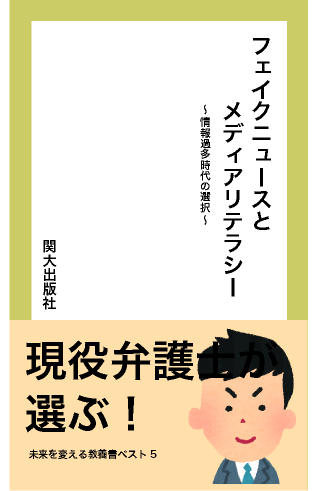 フェイクニュースと
メディアリテラシー
～情報過多時代の選択～
関大出版社
現役弁護士が
選ぶ！
未来を変える教養書ベスト5